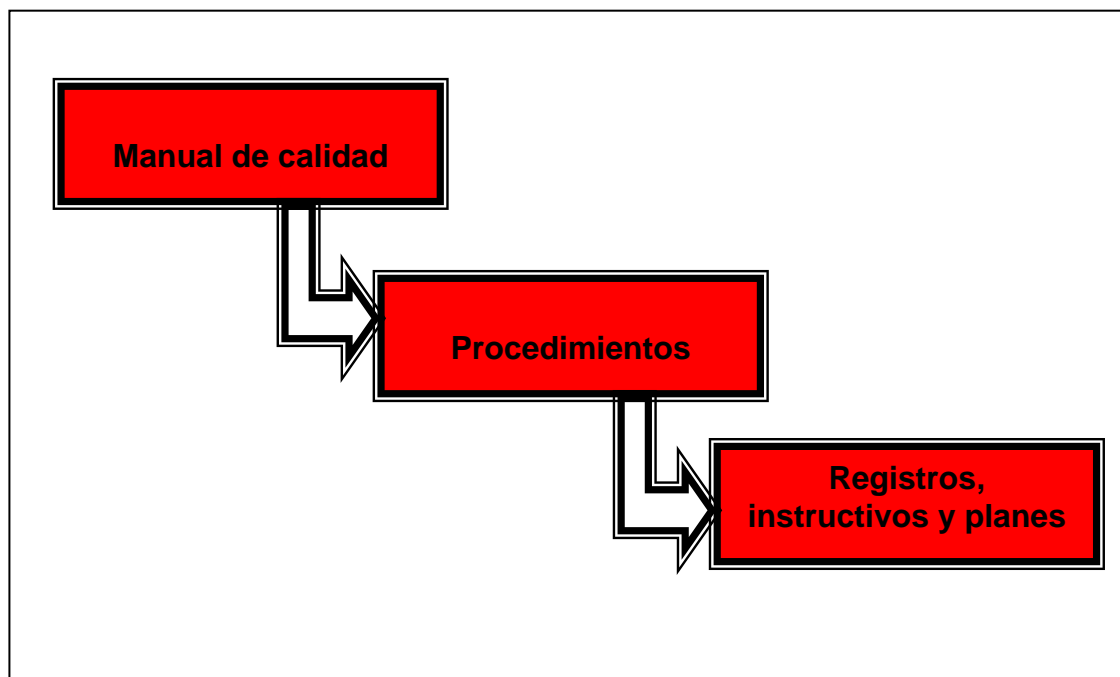 Manual de calidad
Procedimientos
Registros,
instructivos y planes